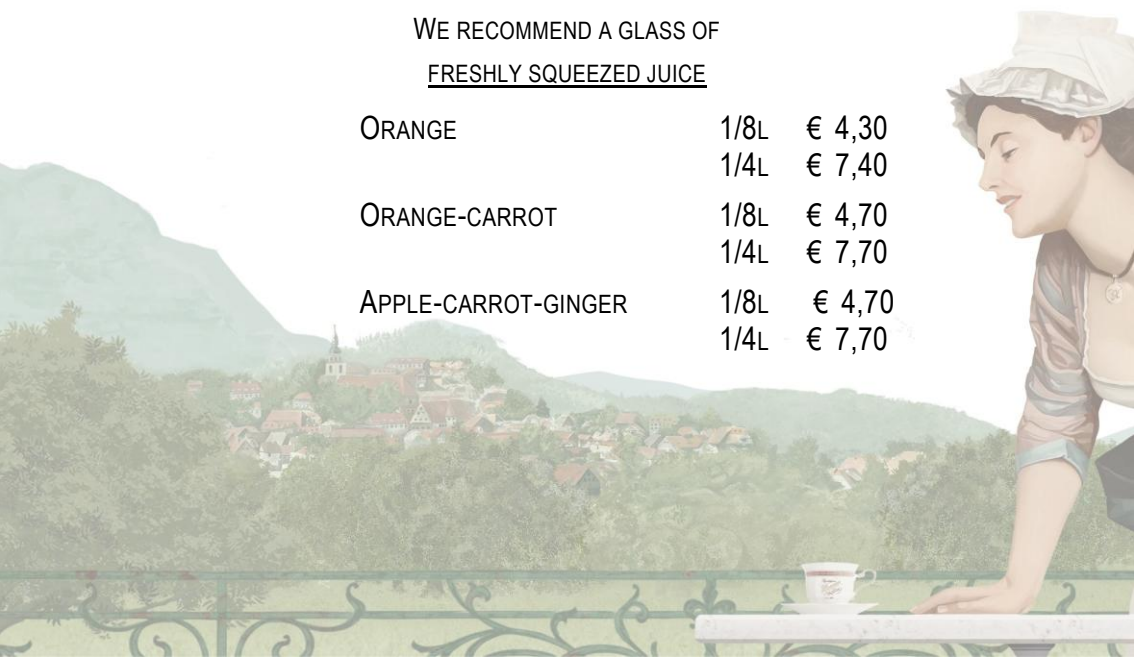 WE RECOMMEND A GLASS OF
FRESHLY SQUEEZED JUICE
ORANGE 1/8L € 4,30
1/4L € 7,40
ORANGE-CARROT 1/8L € 4,70
1/4L € 7,70
APPLE-CARROT-GINGER 1/8L € 4,70
1/4L € 7,70